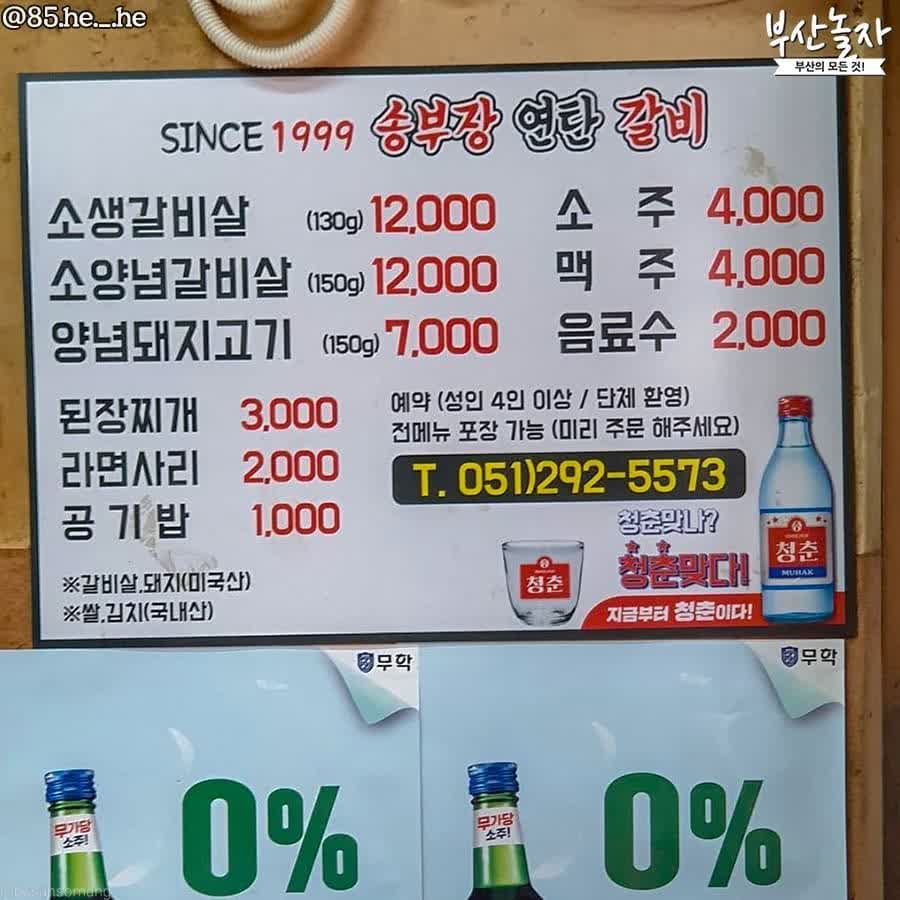 @85.he._.he
부산놀자
부산의 모든 것!
SINCE 1999 송부장 연탄 갈비
소생갈비살 (130g) 12,000
소양념갈비살 (150g) 12,000
양념돼지고기 (150g) 7,000
소 주 4,000
맥 주 4,000
음료수 2,000
된장찌개 3,000
라면사리 2,000
공기밥 1,000
예약 (성인 4인 이상 / 단체 환영)
전메뉴 포장 가능 (미리 주문 해주세요)
T. 051)292-5573
※갈비살,돼지(미국산)
※쌀,김치(국내산)
청춘맞나?
청춘맞다!
지금부터 청춘이다!
청춘
청춘
MUHAK
무학
무학
무가당
소주!
0%
무가당
소주!
0%